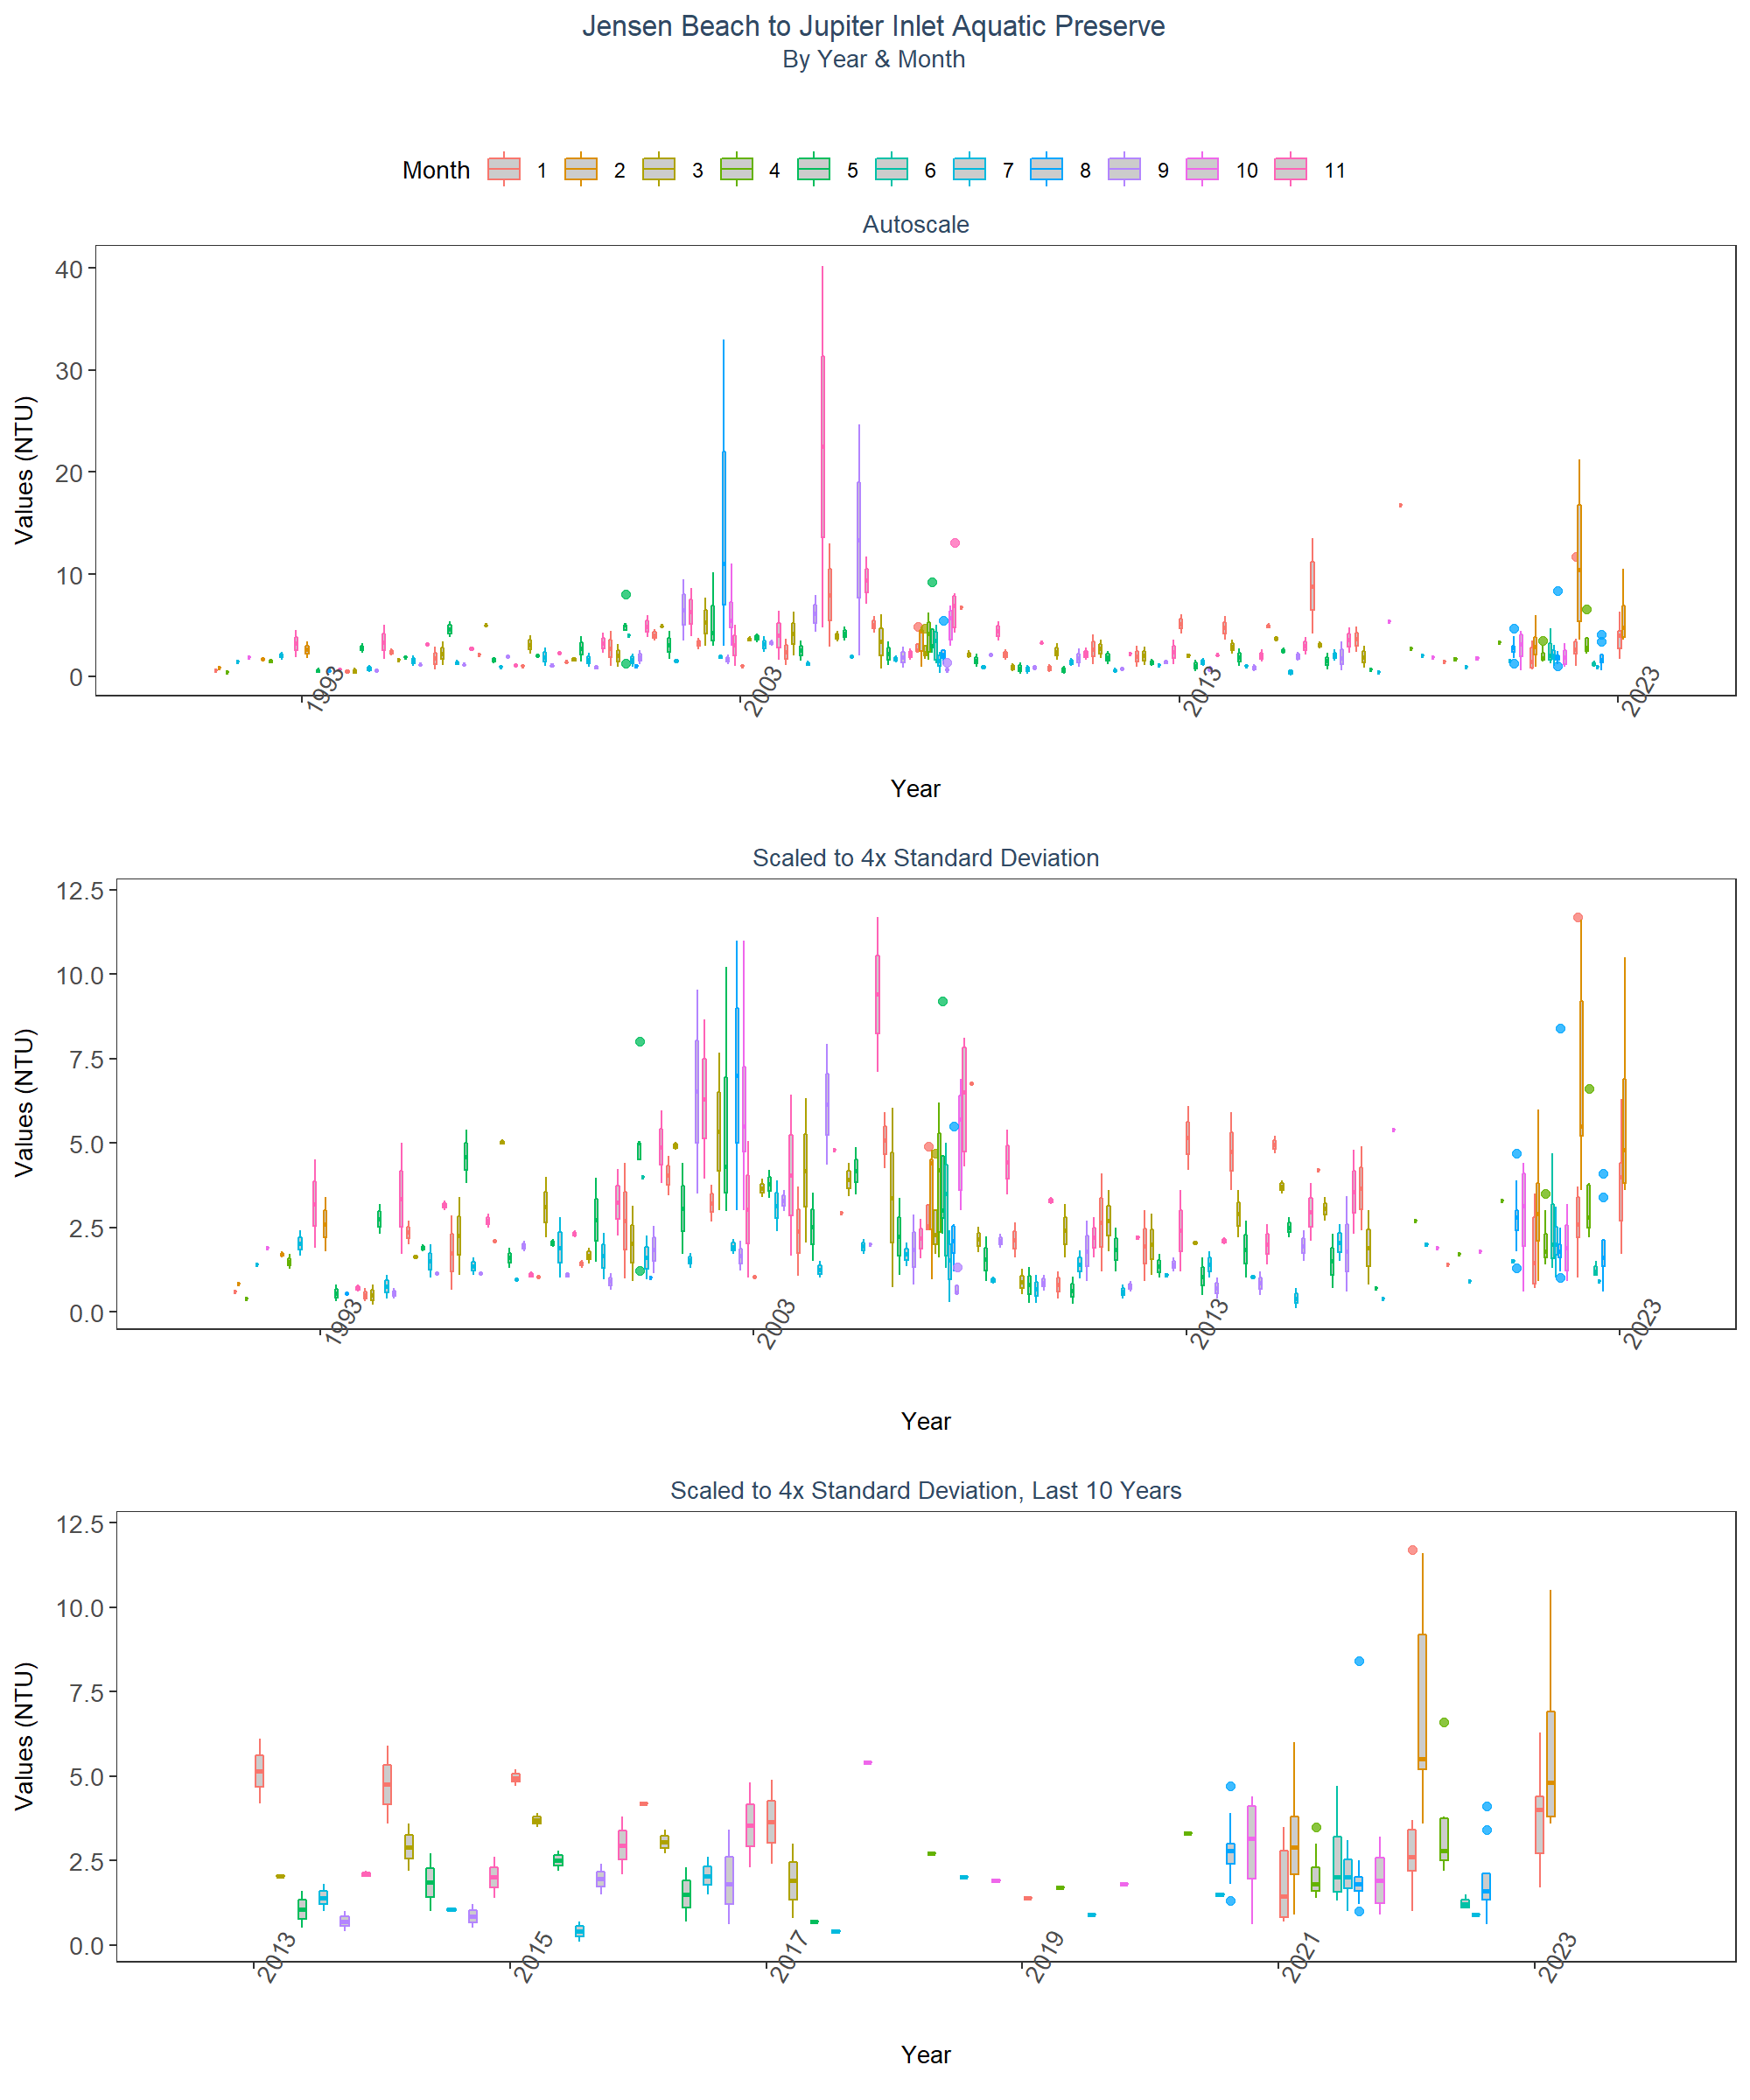 Jensen Beach to Jupiter Inlet Aquatic Preserve
By Year & Month
Month 1 2 3 4 5 6 7 8 9 10 11
Autoscale
Values (NTU)
40
30
20
10
0
1993 2003 2013 2023
Year
Scaled to 4x Standard Deviation
Values (NTU)
12.5
10.0
7.5
5.0
2.5
0.0
1993 2003 2013 2023
Year
Scaled to 4x Standard Deviation, Last 10 Years
Values (NTU)
12.5
10.0
7.5
5.0
2.5
0.0
2013 2015 2017 2019 2021 2023
Year